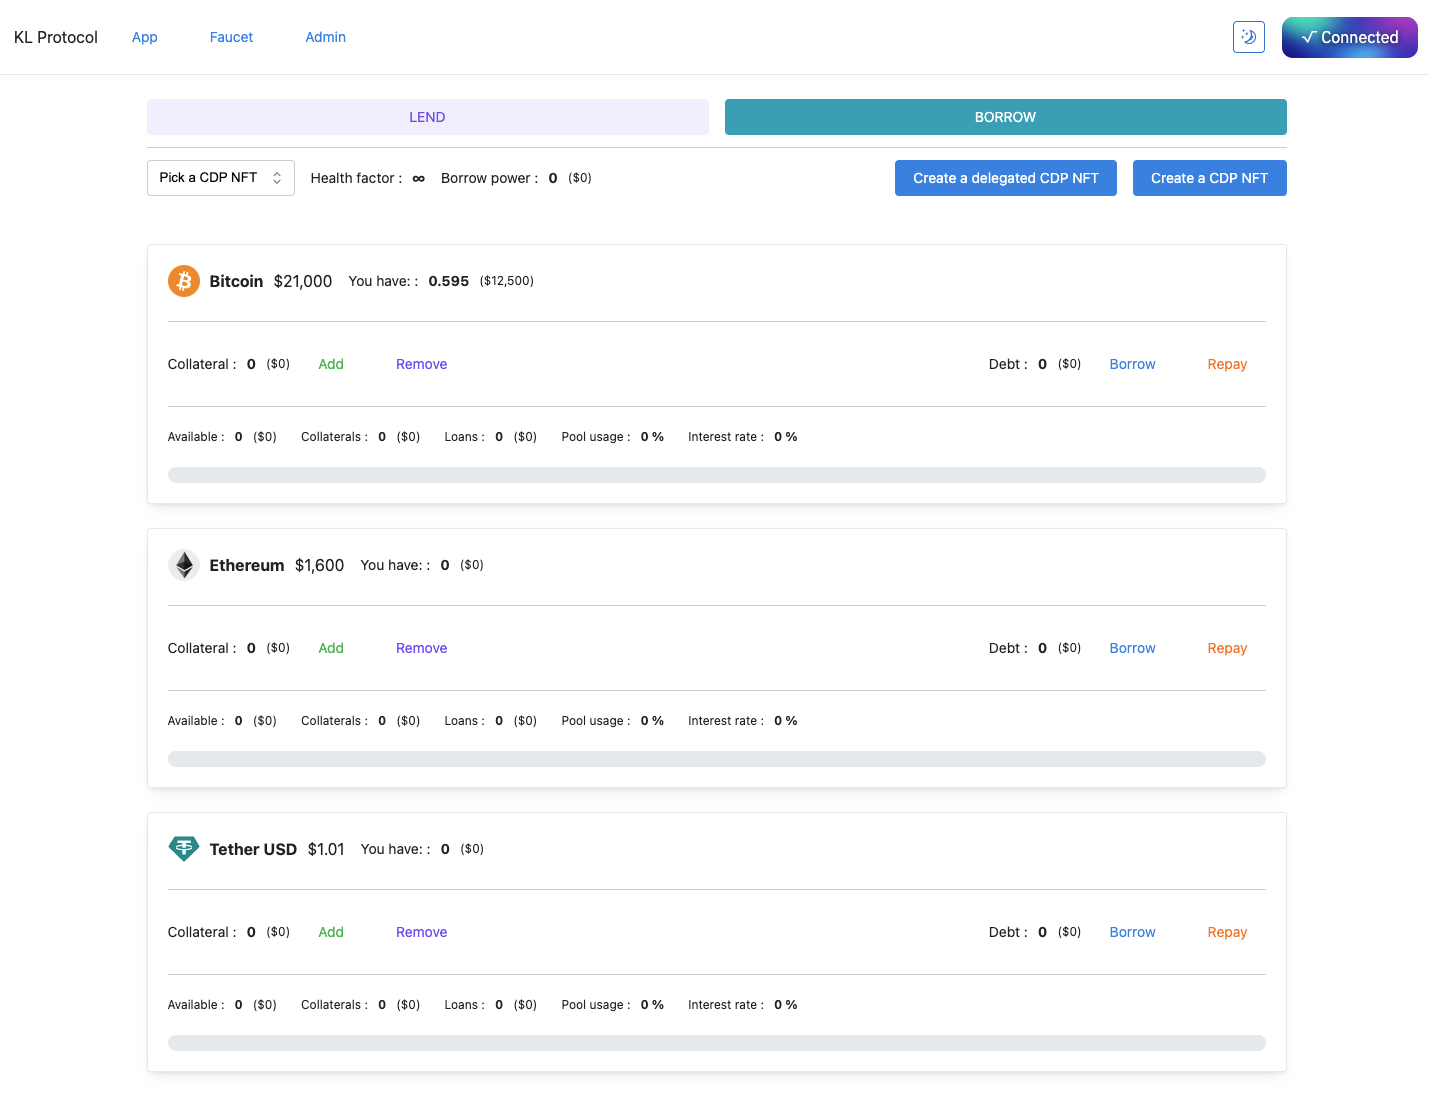 KL Protocol App Faucet Admin √ Connected
LEND BORROW
Pick a CDP NFT Health factor : ∞ Borrow power : 0 ($0) Create a delegated CDP NFT Create a CDP NFT
Bitcoin $21,000 You have: : 0.595 ($12,500)
Collateral : 0 ($0) Add Remove Debt : 0 ($0) Borrow Repay
Available : 0 ($0) Collaterals : 0 ($0) Loans : 0 ($0) Pool usage : 0 % Interest rate : 0 %
Ethereum $1,600 You have: : 0 ($0)
Collateral : 0 ($0) Add Remove Debt : 0 ($0) Borrow Repay
Available : 0 ($0) Collaterals : 0 ($0) Loans : 0 ($0) Pool usage : 0 % Interest rate : 0 %
Tether USD $1.01 You have: : 0 ($0)
Collateral : 0 ($0) Add Remove Debt : 0 ($0) Borrow Repay
Available : 0 ($0) Collaterals : 0 ($0) Loans : 0 ($0) Pool usage : 0 % Interest rate : 0 %